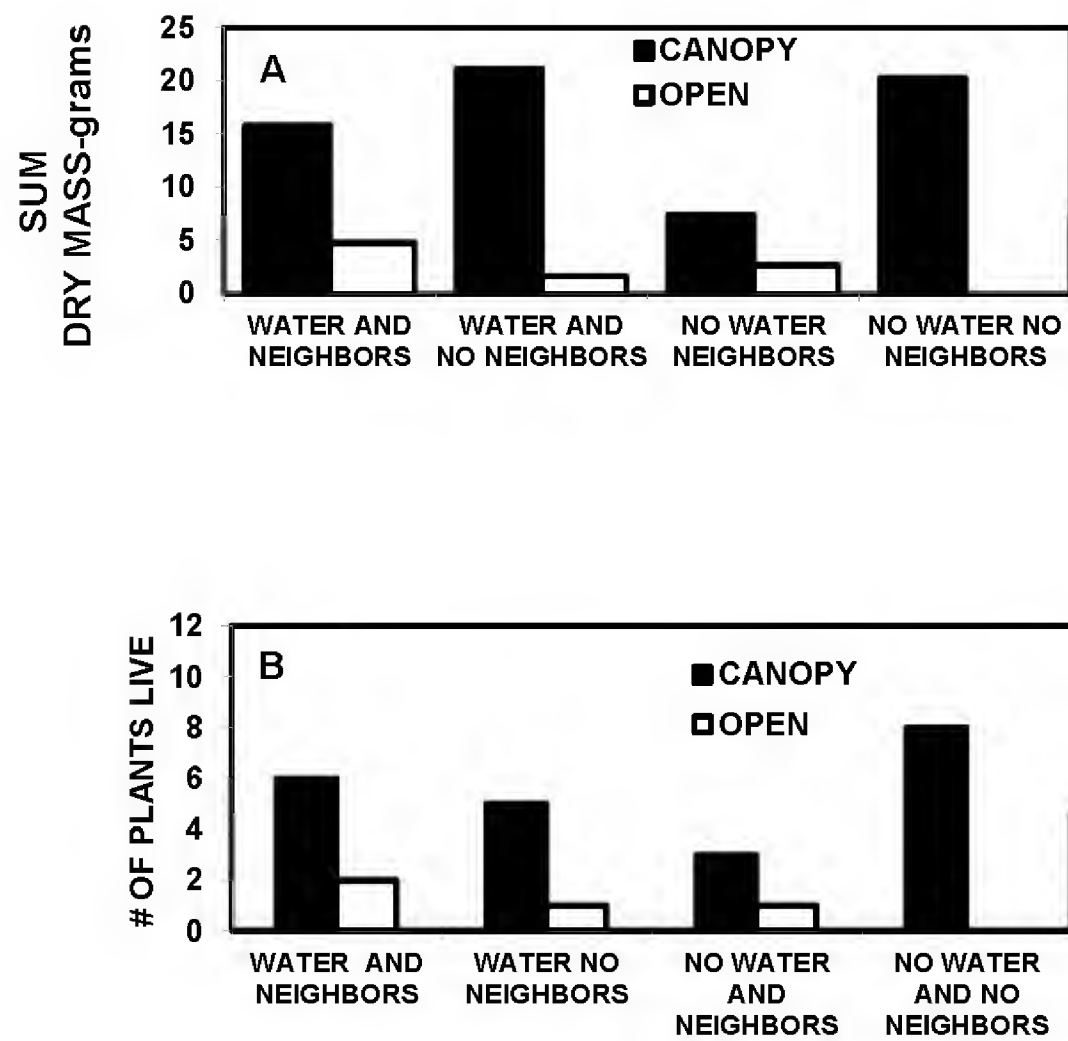 A
CANOPY
OPEN
25
20
15
10
5
0
SUM
DRY MASS-grams
WATER AND
NEIGHBORS
WATER AND
NO NEIGHBORS
NO WATER
NEIGHBORS
NO WATER NO
NEIGHBORS
B
CANOPY
OPEN
12
10
8
6
4
2
0
# OF PLANTS LIVE
WATER AND
NEIGHBORS
WATER NO
NEIGHBORS
NO WATER
AND
NEIGHBORS
NO WATER
AND NO
NEIGHBORS